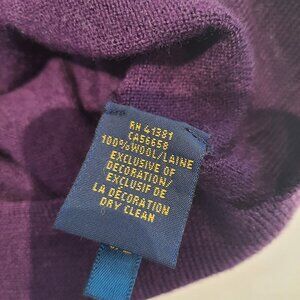 RN 41381
CA56658
100% WOOL/LAINE
EXCLUSIVE OF
DECORATION/
EXCLUSIF DE
LA DÉCORATION
DRY CLEAN